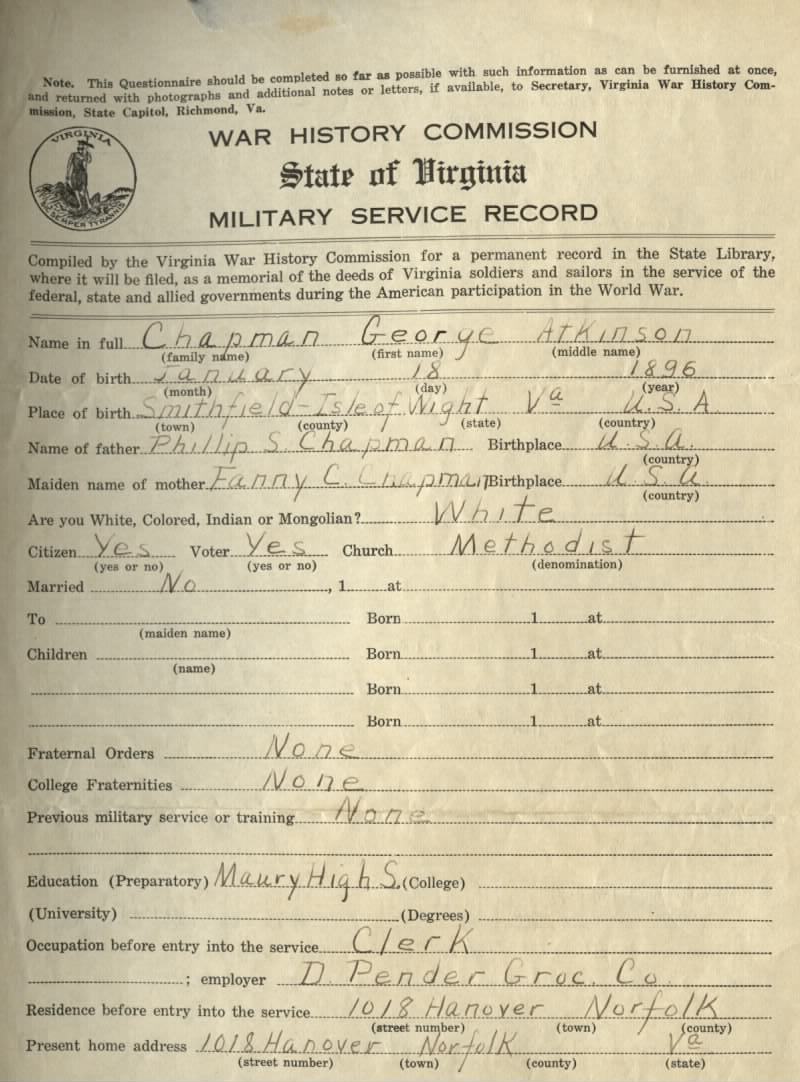 Note. This Questionnaire should be completed so far as possible with such information as can be furnished at once,
and returned with photographs and additional notes or letters, if available, to Secretary, Virginia War History Com-
mission, State Capitol, Richmond, Va.
VIRGINIA
SIC SEMPER TYRANNIS
WAR HISTORY COMMISSION
State of Virginia
MILITARY SERVICE RECORD
Compiled by the Virginia War History Commission for a permanent record in the State Library,
where it will be filed, as a memorial of the deeds of Virginia soldiers and sailors in the service of the
federal, state and allied governments during the American participation in the World War.
Name in full Chapman George Atkinson
(family name) (first name) (middle name)
Date of birth January 18 1896
(month) (day) (year)
Place of birth Smithfield-Isle of Wight Va U.S.A.
(town) (county) (state) (country)
Name of father Phillip S. Chapman Birthplace U.S.A.
(country)
Maiden name of mother Fanny C. Chapman Birthplace U.S.A.
(country)
Are you White, Colored, Indian or Mongolian? White
Citizen Yes Voter Yes Church Methodist
(yes or no) (yes or no) (denomination)
Married No , 1 at
To Born 1 at
(maiden name)
Children Born 1 at
(name)
Born 1 at
Born 1 at
Fraternal Orders None
College Fraternities None
Previous military service or training None
Education (Preparatory) Maury High S. (College)
(University) (Degrees)
Occupation before entry into the service Clerk
; employer D. Pender Groc. Co.
Residence before entry into the service 1018 Hanover Norfolk
(street number) (town) (county)
Present home address 1018 Hanover Norfolk Va
(street number) (town) (county) (state)